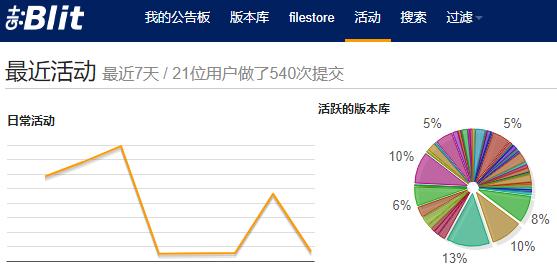 Git Blit
我的公告板 版本库 filestore 活动 搜索 过滤
最近活动 最近7天 / 21位用户做了540次提交
日常活动
活跃的版本库
5% 5%
10%
6%
8%
10%
13%